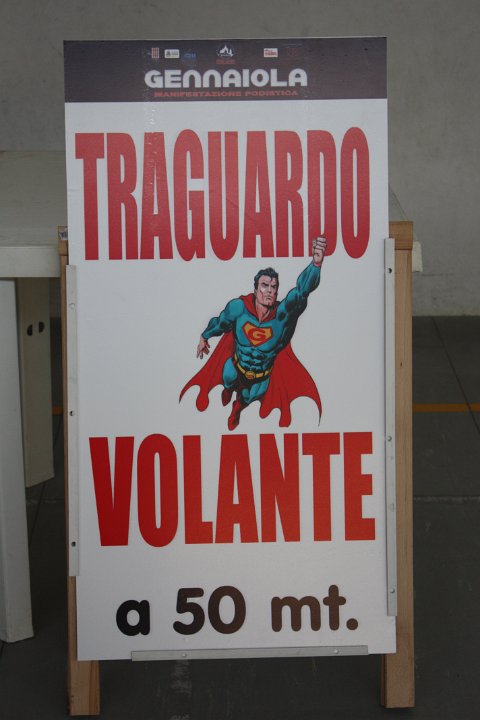 GENNAIOLA
MANIFESTAZIONE PODISTICA
TRAGUARDO
G
VOLANTE
a 50 mt.